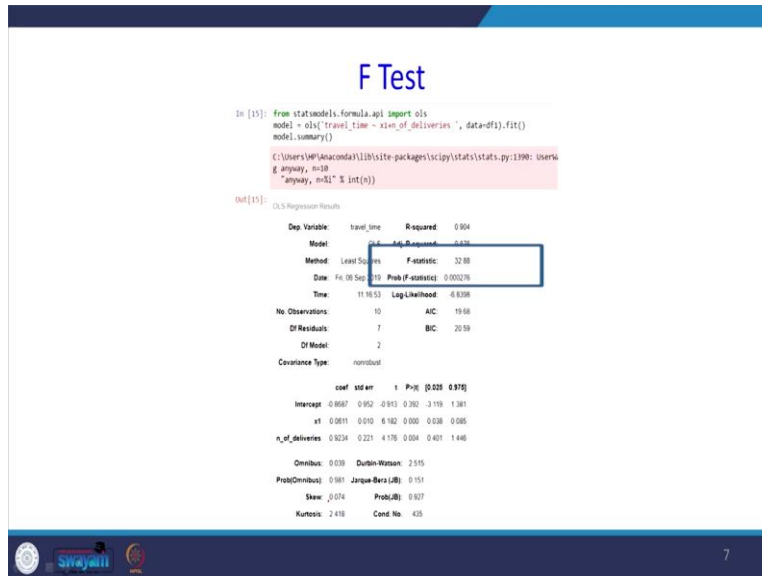 F Test
In [15]: from statsmodels.formula.api import ols
model = ols('travel_time ~ x1+n_of_deliveries ', data=df1).fit()
model.summary()
C:\Users\HP\Anaconda3\lib\site-packages\scipy\stats\stats.py:1390: UserWa
g anyway, n=10
"anyway, n=%i" % int(n))
Out[15]: OLS Regression Results
Dep. Variable: travel_time R-squared: 0.904
Model: OLS Adj. R-squared: 0.876
Method: Least Squares F-statistic: 32.88
Date: Fri, 06 Sep 2019 Prob (F-statistic): 0.000276
Time: 11:16:53 Log-Likelihood: -6.8398
No. Observations: 10 AIC: 19.68
Df Residuals: 7 BIC: 20.59
Df Model: 2
Covariance Type: nonrobust
coef std err t P>|t| [0.025 0.975]
Intercept -0.8687 0.952 -0.913 0.392 -3.119 1.381
x1 0.0611 0.010 6.182 0.000 0.038 0.085
n_of_deliveries 0.9234 0.221 4.176 0.004 0.401 1.446
Omnibus: 0.039 Durbin-Watson: 2.515
Prob(Omnibus): 0.981 Jarque-Bera (JB): 0.151
Skew: 0.074 Prob(JB): 0.927
Kurtosis: 2.418 Cond. No. 435
swayam
7